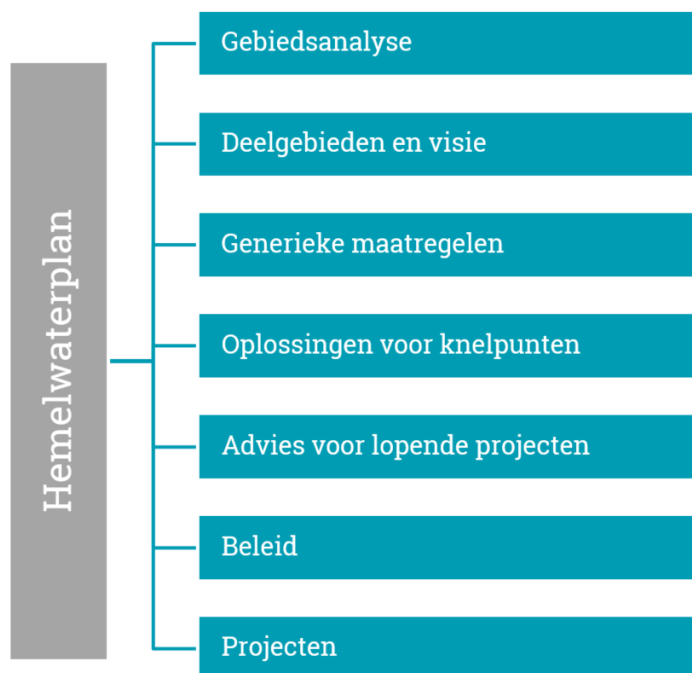 Hemelwaterplan
Gebiedsanalyse
Deelgebieden en visie
Generieke maatregelen
Oplossingen voor knelpunten
Advies voor lopende projecten
Beleid
Projecten